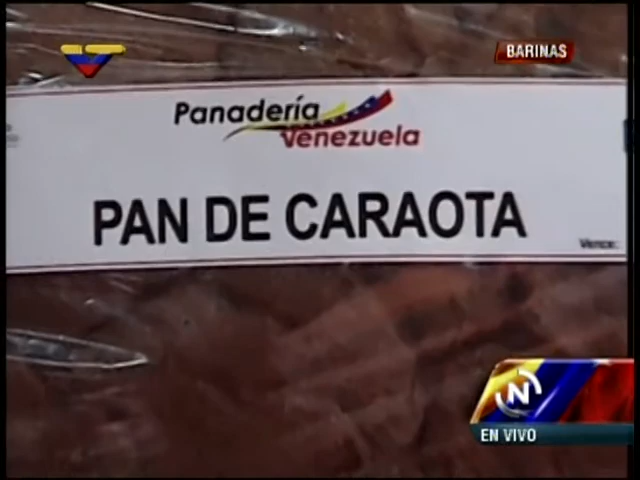 BARINAS
Panadería
Venezuela
PAN DE CARAOTA
Vence:
N
EN VIVO